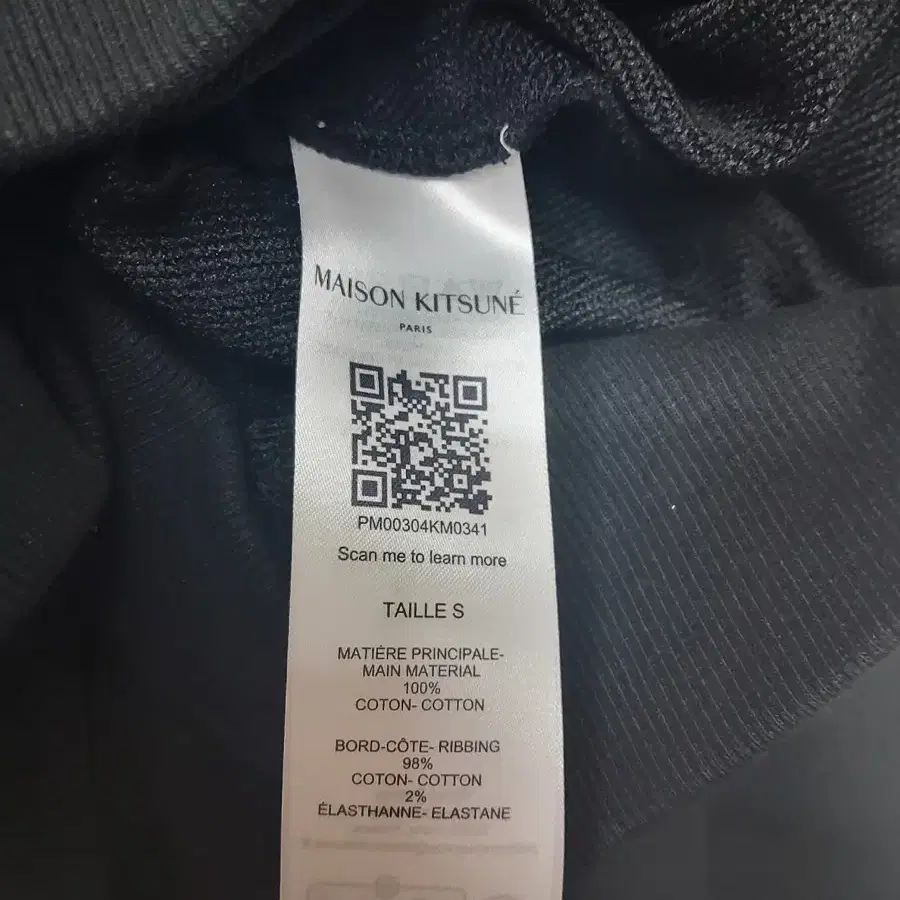 MAISON KITSUNÉ
PARIS
PM00304KM0341
Scan me to learn more
TAILLE S
MATIÈRE PRINCIPALE-
MAIN MATERIAL
100%
COTON- COTTON
BORD-CÔTE- RIBBING
98%
COTON- COTTON
2%
ÉLASTHANNE- ELASTANE